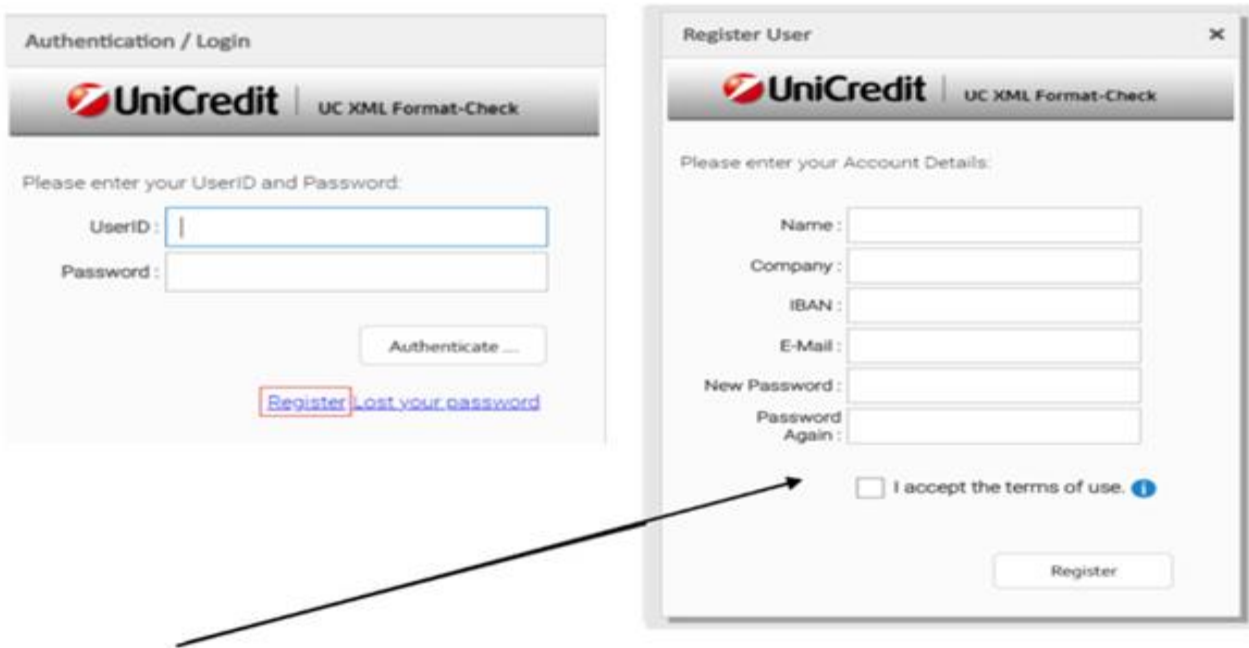 Authentication / Login
UniCredit UC XML Format-Check
Please enter your UserID and Password:
UserID :
Password :
Authenticate ...
Register Lost your password
Register User
UniCredit UC XML Format-Check
Please enter your Account Details:
Name :
Company :
IBAN :
E-Mail :
New Password :
Password
Again :
I accept the terms of use.
Register